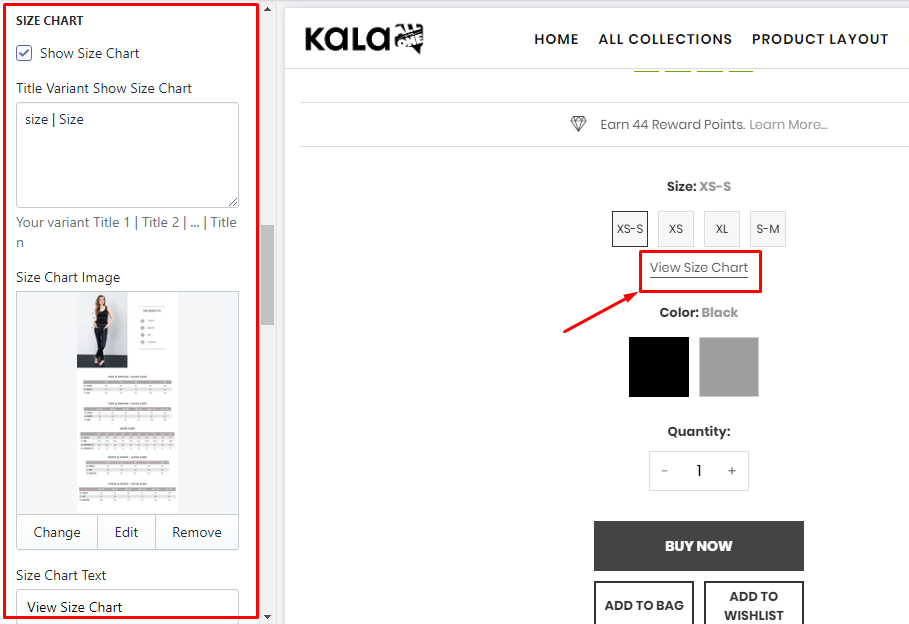 SIZE CHART
Show Size Chart
Title Variant Show Size Chart
size | Size
Your variant Title 1 | Title 2 | ... | Title
n
Size Chart Image
Change
Edit
Remove
Size Chart Text
View Size Chart
KALA ALL IN ONE
HOME
ALL COLLECTIONS
PRODUCT LAYOUT
Earn 44 Reward Points. Learn More...
Size: XS-S
XS-S
XS
XL
S-M
View Size Chart
Color: Black
Quantity:
- 1 +
BUY NOW
ADD TO BAG
ADD TO
WISHLIST